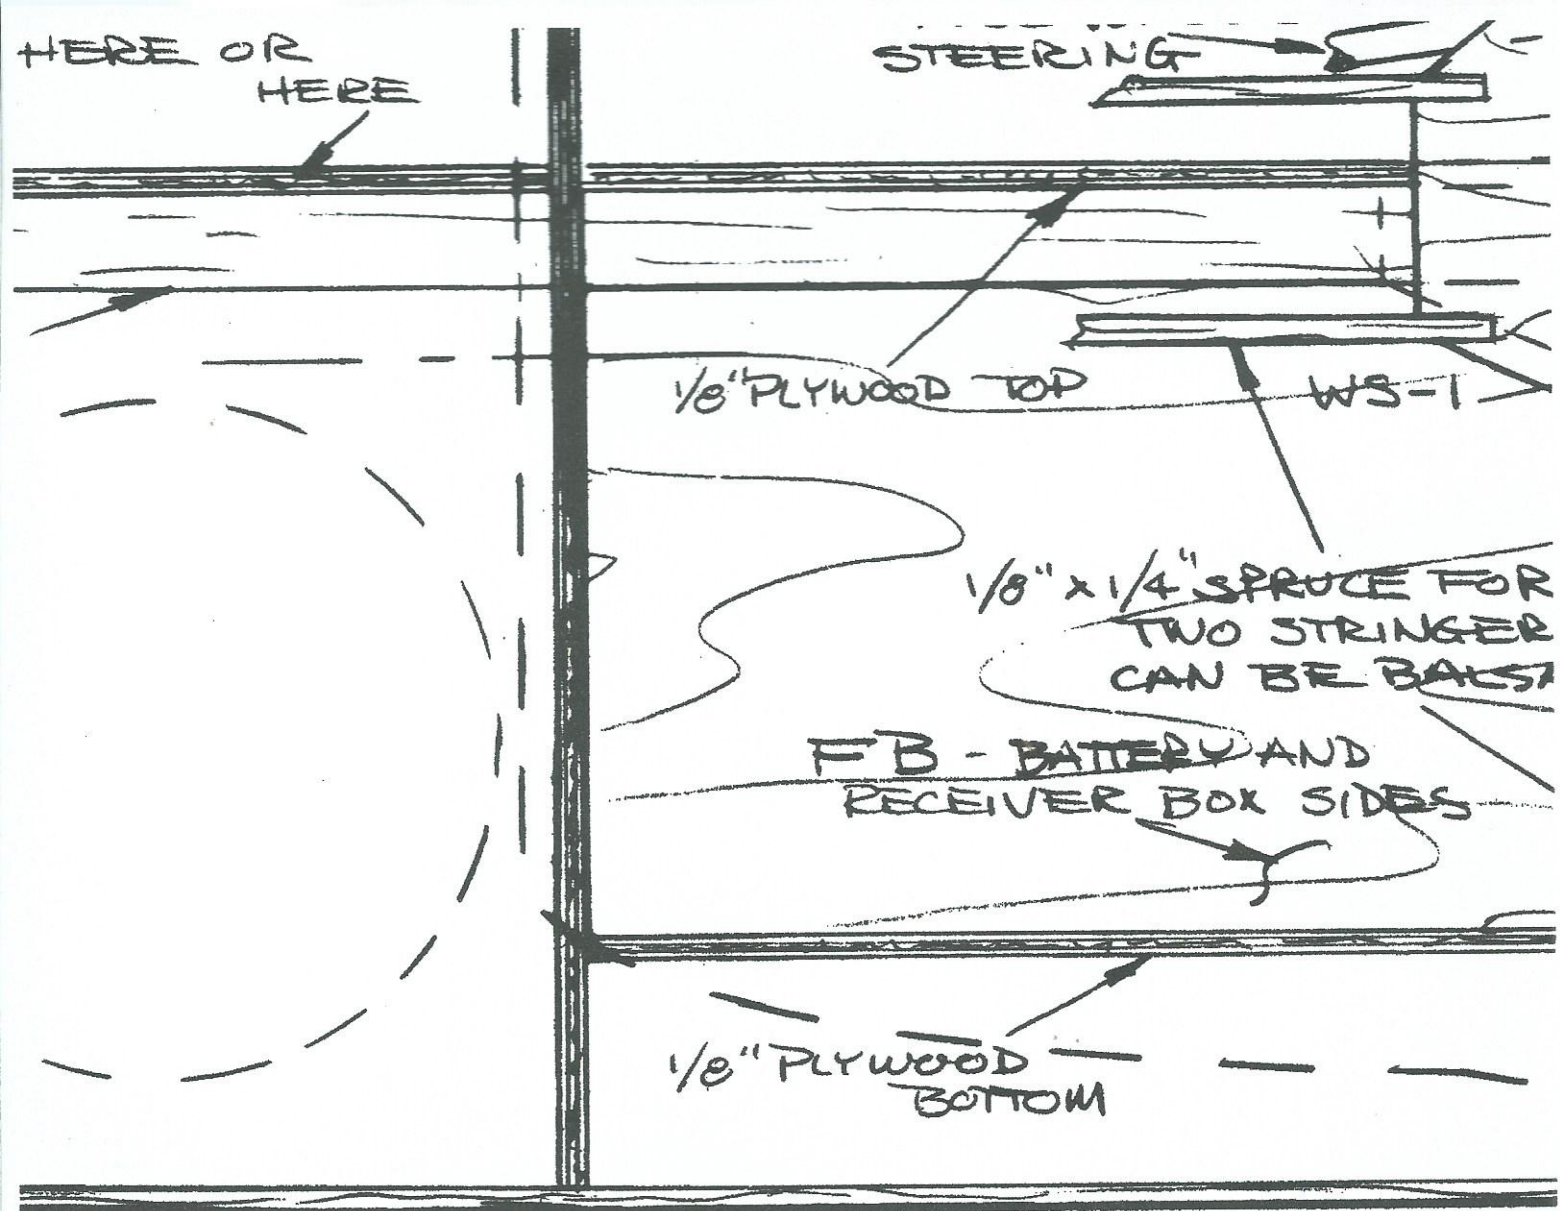 HERE OR
HERE
STEERING
1/8" PLYWOOD TOP
WS-1
1/8" x 1/4" SPRUCE FOR
TWO STRINGER
CAN BE BALSA
FB - BATTERY AND
RECEIVER BOX SIDES
1/8" PLYWOOD
BOTTOM